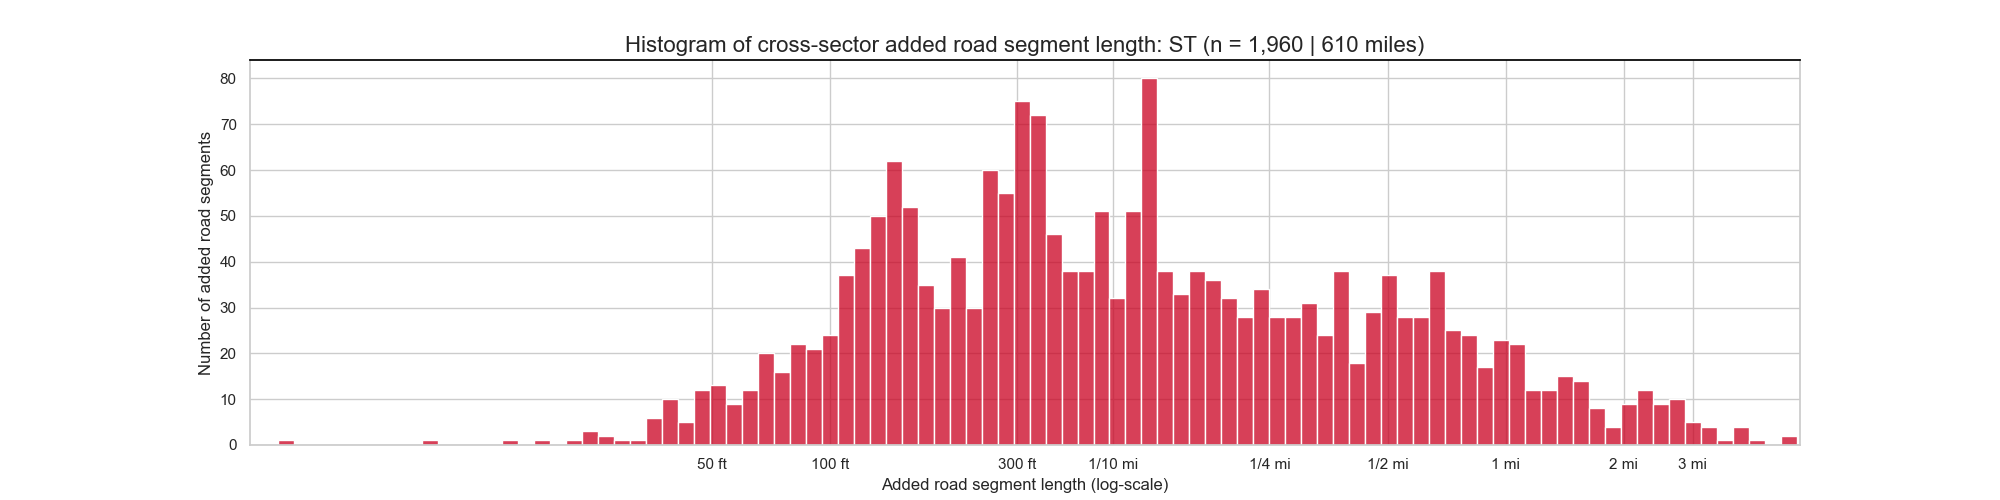 Histogram of cross-sector added road segment length: ST (n = 1,960 | 610 miles)
Number of added road segments
80
70
60
50
40
30
20
10
0
50 ft 100 ft 300 ft 1/10 mi 1/4 mi 1/2 mi 1 mi 2 mi 3 mi
Added road segment length (log-scale)